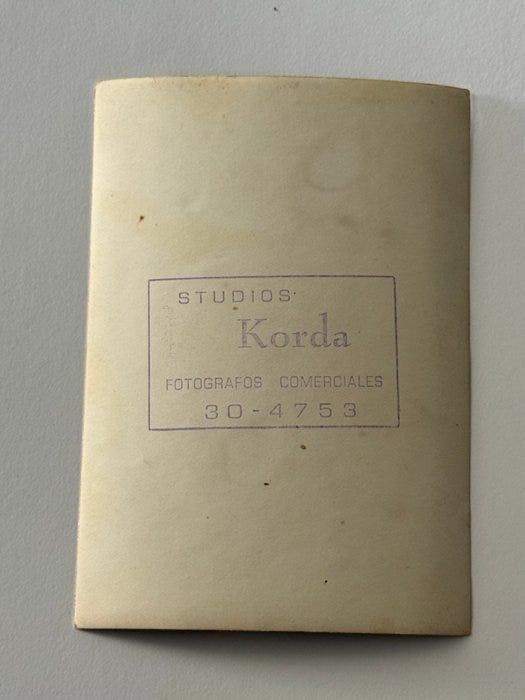 STUDIOS
Korda
FOTOGRAFOS COMERCIALES
30-4753